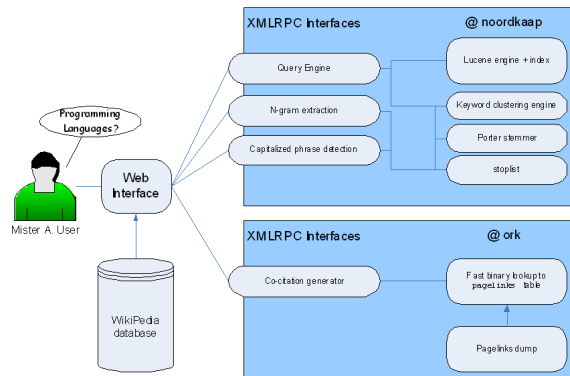 XMLRPC Interfaces
@ noordkaap
Query Engine
Lucene engine + index
N-gram extraction
Keyword clustering engine
Capitalized phrase detection
Porter stemmer
stoplist
Programming
Languages?
Web
Interface
Mister A. User
XMLRPC Interfaces
@ ork
Co-citation generator
Fast binary lookup to
pagelinks table
WikiPedia
database
Pagelinks dump